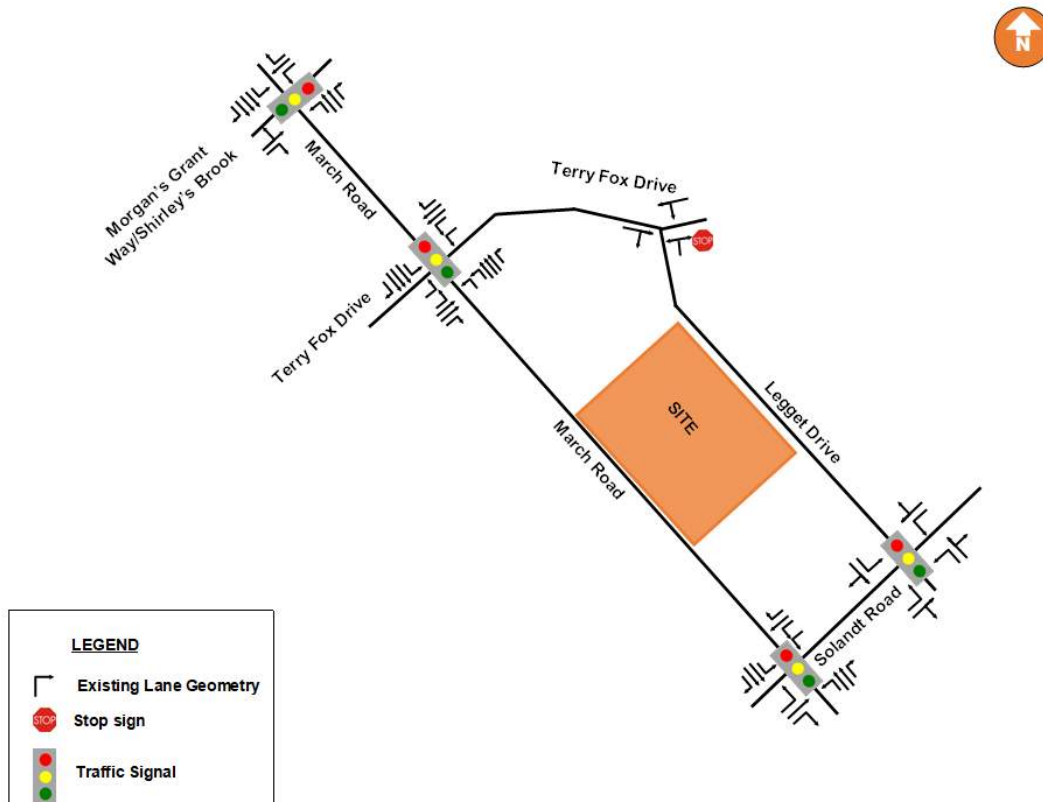 N
Morgan's Grant
Way/Shirley's Brook
March Road
Terry Fox Drive
STOP
Terry Fox Drive
SITE
Legget Drive
March Road
Solandt Road
LEGEND
Existing Lane Geometry
STOP
Stop sign
Traffic Signal